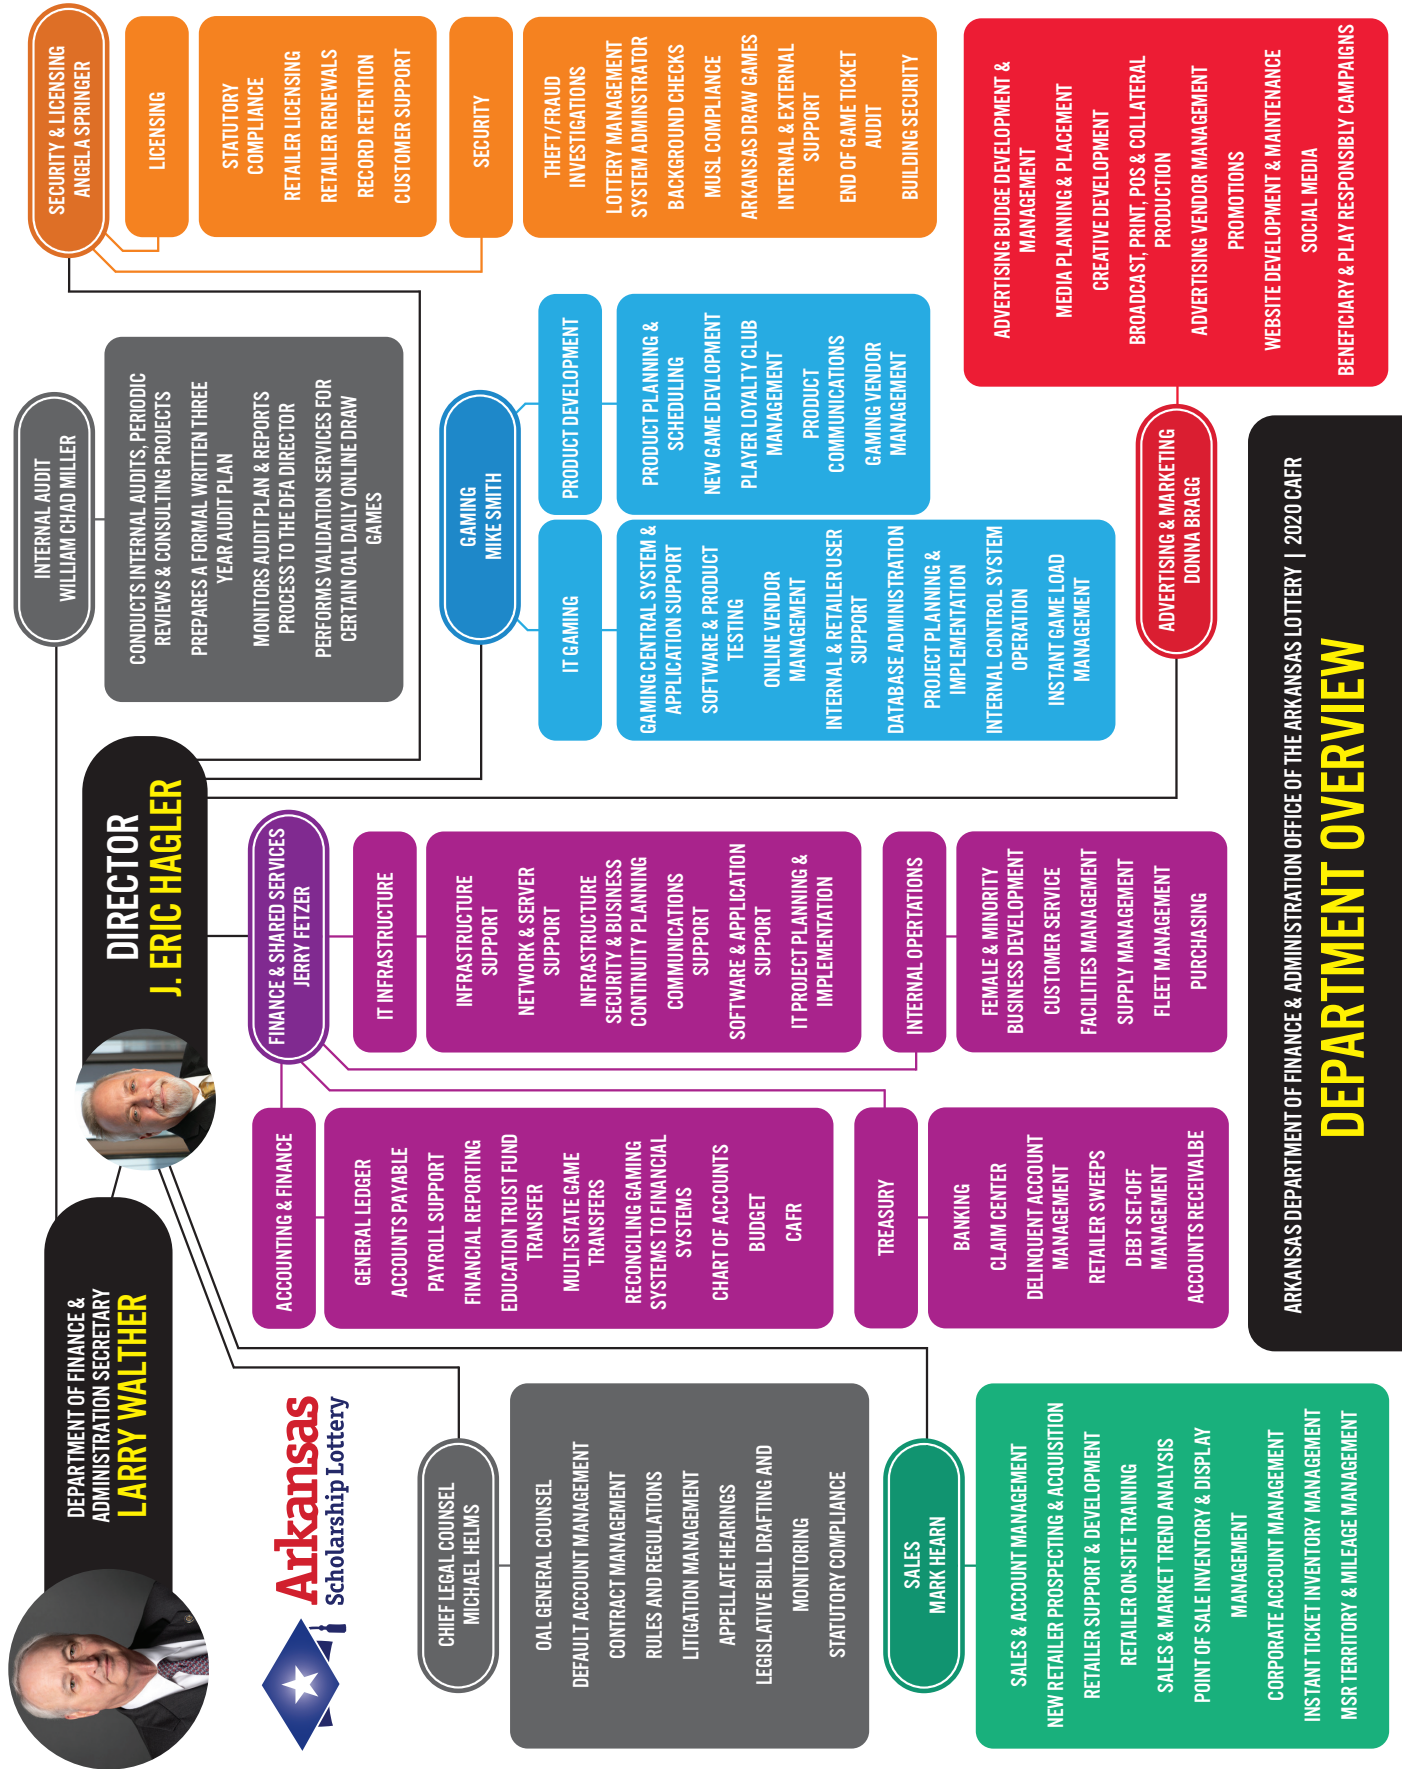 DEPARTMENT OF FINANCE &
ADMINISTRATION SECRETARY
LARRY WALTHER
DIRECTOR
J. ERIC HAGLER
INTERNAL AUDIT
WILLIAM CHAD MILLER
CONDUCTS INTERNAL AUDITS, PERIODIC
REVIEWS & CONSULTING PROJECTS
PREPARES A FORMAL WRITTEN THREE
YEAR AUDIT PLAN
MONITORS AUDIT PLAN & REPORTS
PROCESS TO THE DFA DIRECTOR
PERFORMS VALIDATION SERVICES FOR
CERTAIN OAL DAILY ONLINE DRAW
GAMES
SECURITY & LICENSING
ANGELA SPRINGER
LICENSING
STATUTORY
COMPLIANCE
RETAILER LICENSING
RETAILER RENEWALS
RECORD RETENTION
CUSTOMER SUPPORT
SECURITY
THEFT/FRAUD
INVESTIGATIONS
LOTTERY MANAGEMENT
SYSTEM ADMINSTRATOR
BACKGROUND CHECKS
MUSL COMPLIANCE
ARKANSAS DRAW GAMES
INTERNAL & EXTERNAL
SUPPORT
END OF GAME TICKET
AUDIT
BUILDING SECURITY
Arkansas
Scholarship Lottery
CHIEF LEGAL COUNSEL
MICHAEL HELMS
OAL GENERAL COUNSEL
DEFAULT ACCOUNT MANAGEMENT
CONTRACT MANAGEMENT
RULES AND REGULATIONS
LITIGATION MANAGEMENT
APPELLATE HEARINGS
LEGISLATIVE BILL DRAFTING AND
MONITORING
STATUTORY COMPLIANCE
FINANCE & SHARED SERVICES
JERRY FETZER
ACCOUNTING & FINANCE
GENERAL LEDGER
ACCOUNTS PAYABLE
PAYROLL SUPPORT
FINANCIAL REPORTING
EDUCATION TRUST FUND
TRANSFER
MULTI-STATE GAME
TRANSFERS
RECONCILING GAMING
SYSTEMS TO FINANCIAL
SYSTEMS
CHART OF ACCOUNTS
BUDGET
CAFR
IT INFRASTRUCTURE
INFRASTRUCTURE
SUPPORT
NETWORK & SERVER
SUPPORT
INFRASTRUCTURE
SECURITY & BUSINESS
CONTINUITY PLANNING
COMMUNICATIONS
SUPPORT
SOFTWARE & APPLICATION
SUPPORT
IT PROJECT PLANNING &
IMPLEMENTATION
GAMING
MIKE SMITH
IT GAMING
GAMING CENTRAL SYSTEM &
APPLICATION SUPPORT
SOFTWARE & PRODUCT
TESTING
ONLINE VENDOR
MANAGEMENT
INTERNAL & RETAILER USER
SUPPORT
DATABASE ADMINISTRATION
PROJECT PLANNING &
IMPLEMENTATION
INTERNAL CONTROL SYSTEM
OPERATION
INSTANT GAME LOAD
MANAGEMENT
PRODUCT DEVELOPMENT
PRODUCT PLANNING &
SCHEDULING
NEW GAME DEVLOPMENT
PLAYER LOYALTY CLUB
MANAGEMENT
PRODUCT
COMMUNICATIONS
GAMING VENDOR
MANAGEMENT
TREASURY
BANKING
CLAIM CENTER
DELINQUENT ACCOUNT
MANAGEMENT
RETAILER SWEEPS
DEBT SET-OFF
MANAGEMENT
ACCOUNTS RECEIVALBE
INTERNAL OPERTATIONS
FEMALE & MINORITY
BUSINESS DEVELOPMENT
CUSTOMER SERVICE
FACILITIES MANAGEMENT
SUPPLY MANAGEMENT
FLEET MANAGEMENT
PURCHASING
SALES
MARK HEARN
SALES & ACCOUNT MANAGEMENT
NEW RETAILER PROSPECTING & ACQUISITION
RETAILER SUPPORT & DEVELOPMENT
RETAILER ON-SITE TRAINING
SALES & MARKET TREND ANALYSIS
POINT OF SALE INVENTORY & DISPLAY
MANAGEMENT
CORPORATE ACCOUNT MANAGEMENT
INSTANT TICKET INVENTORY MANAGEMENT
MSR TERRITORY & MILEAGE MANAGEMENT
ADVERTISING & MARKETING
DONNA BRAGG
ADVERTISING BUDGET DEVELOPMENT &
MANAGEMENT
MEDIA PLANNING & PLACEMENT
CREATIVE DEVELOPMENT
BROADCAST, PRINT, POS & COLLATERAL
PRODUCTION
ADVERTISING VENDOR MANAGEMENT
PROMOTIONS
WEBSITE DEVELOPMENT & MAINTENANCE
SOCIAL MEDIA
BENEFICIARY & PLAY RESPONSIBLY CAMPAIGNS
ARKANSAS DEPARTMENT OF FINANCE & ADMINISTRATION OFFICE OF THE ARKANSAS LOTTERY | 2020 CAFR
DEPARTMENT OVERVIEW